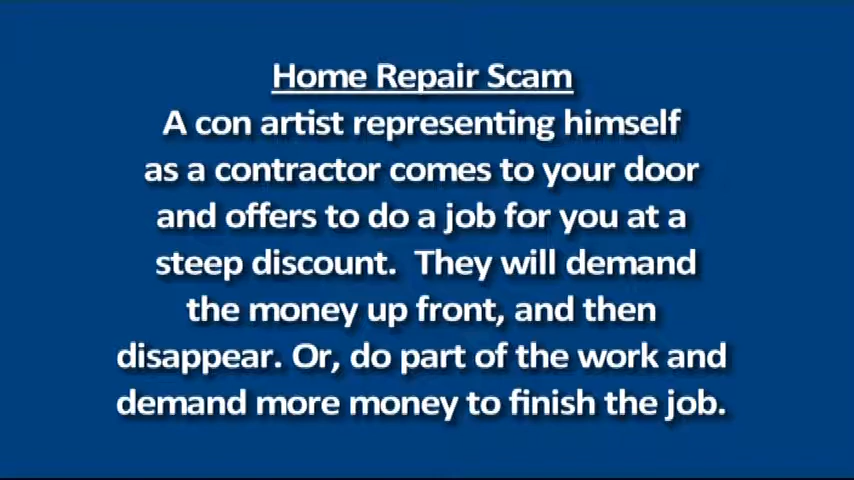 Home Repair Scam
A con artist representing himself
as a contractor comes to your door
and offers to do a job for you at a
steep discount.  They will demand
the money up front, and then
disappear. Or, do part of the work and
demand more money to finish the job.